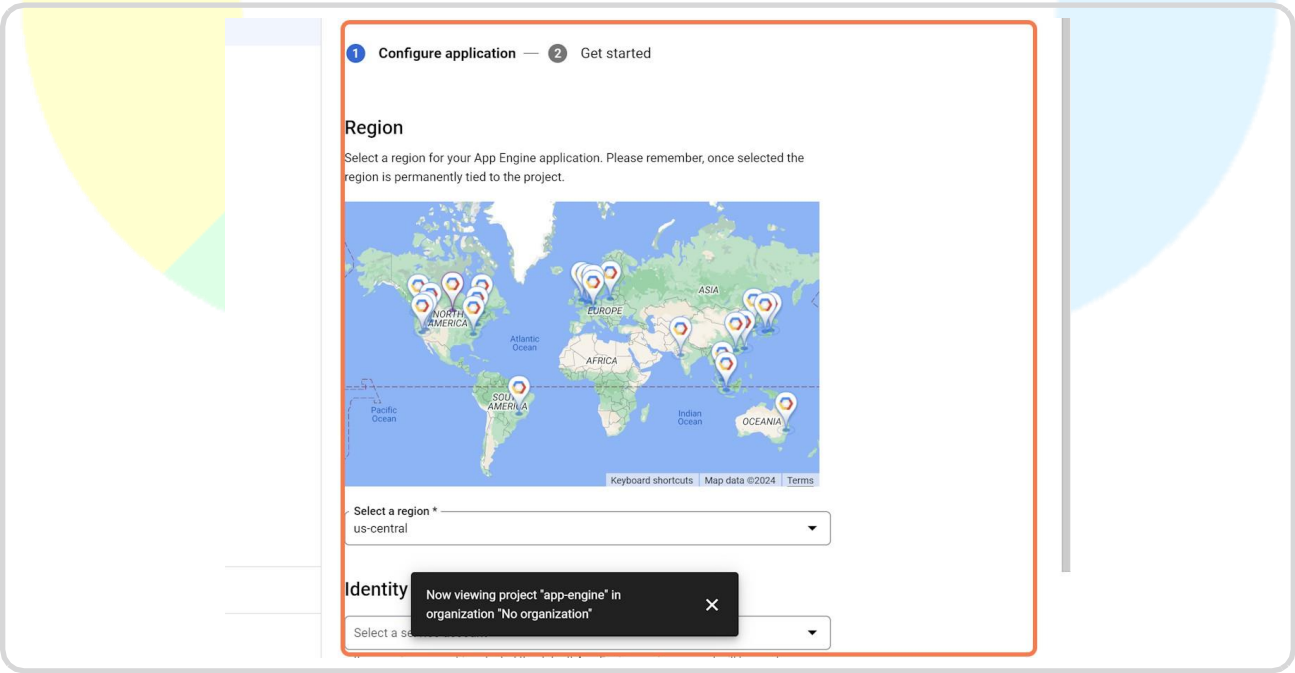 1 Configure application — 2 Get started
Region
Select a region for your App Engine application. Please remember, once selected the
region is permanently tied to the project.
ASIA
EUROPE
NORTH
AMERICA
Atlantic
Ocean
AFRICA
SOUTH
AMERICA
Pacific
Ocean
Indian
Ocean
OCEANIA
Keyboard shortcuts Map data ©2024 Terms
Select a region *
us-central
Identity
Now viewing project "app-engine" in
organization "No organization"
Select a